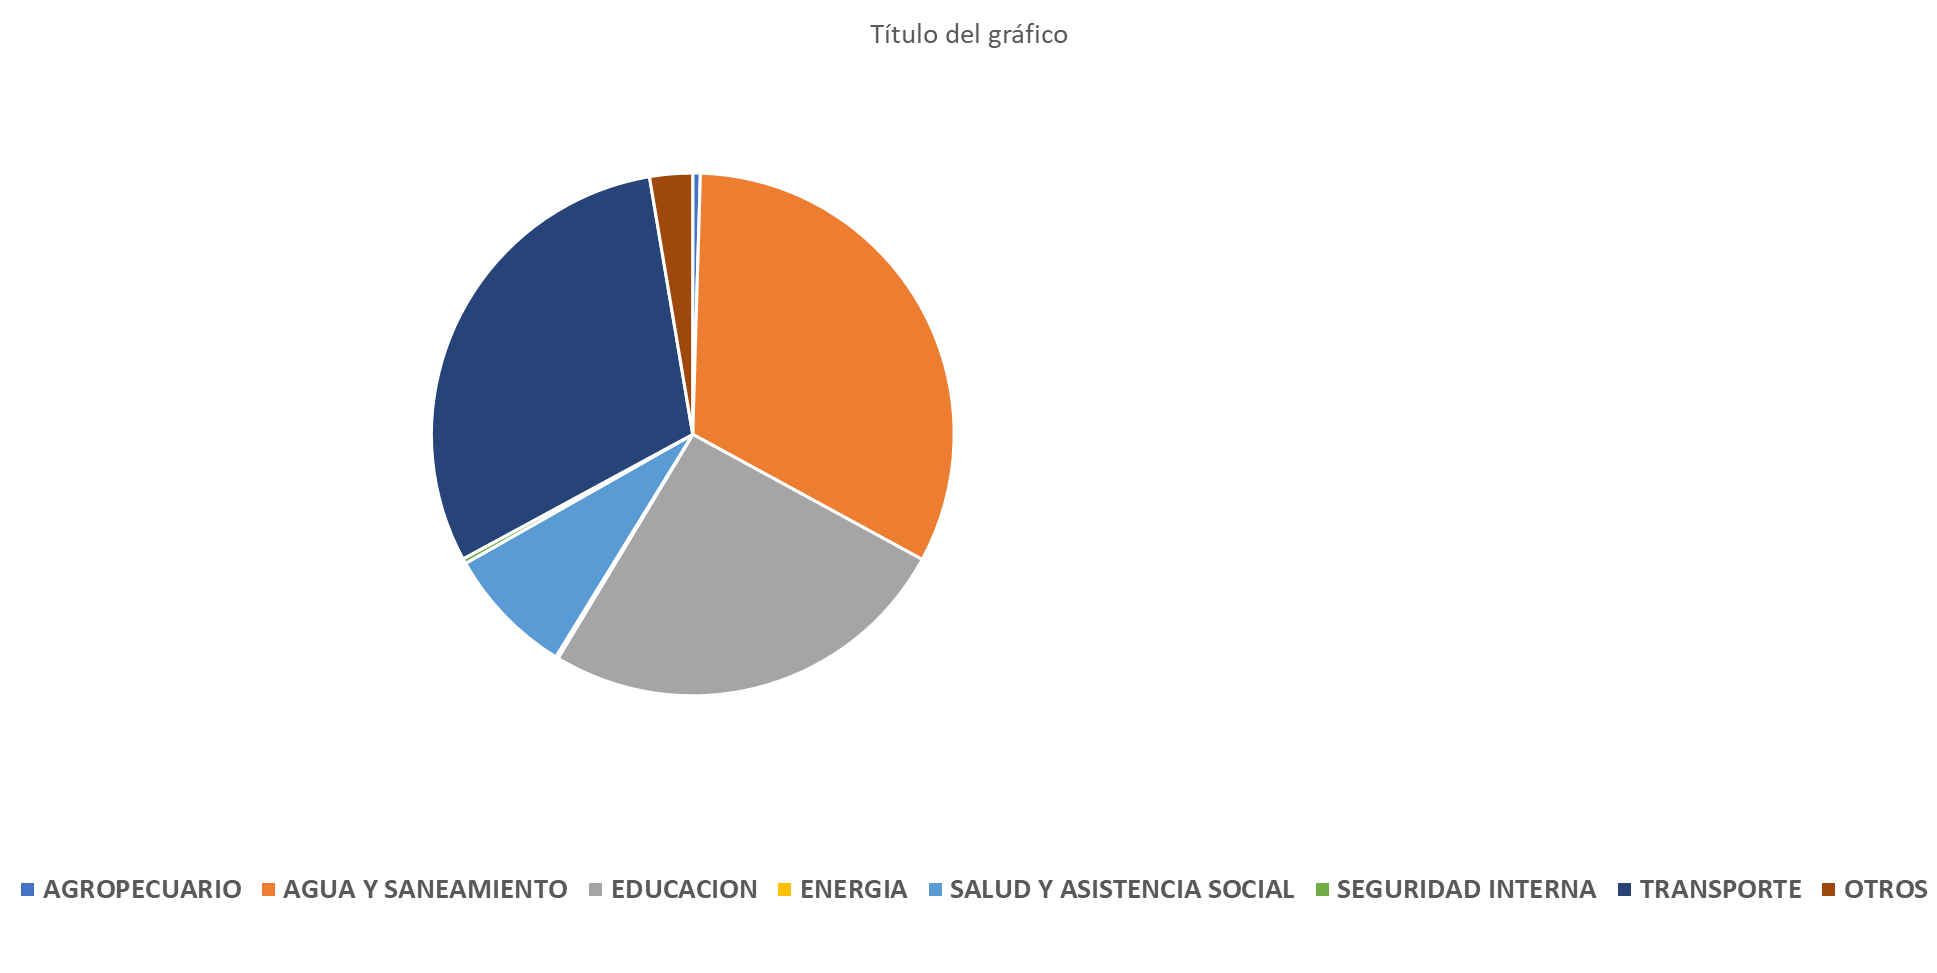 Título del gráfico
AGROPECUARIO AGUA Y SANEAMIENTO EDUCACION ENERGIA SALUD Y ASISTENCIA SOCIAL SEGURIDAD INTERNA TRANSPORTE OTROS